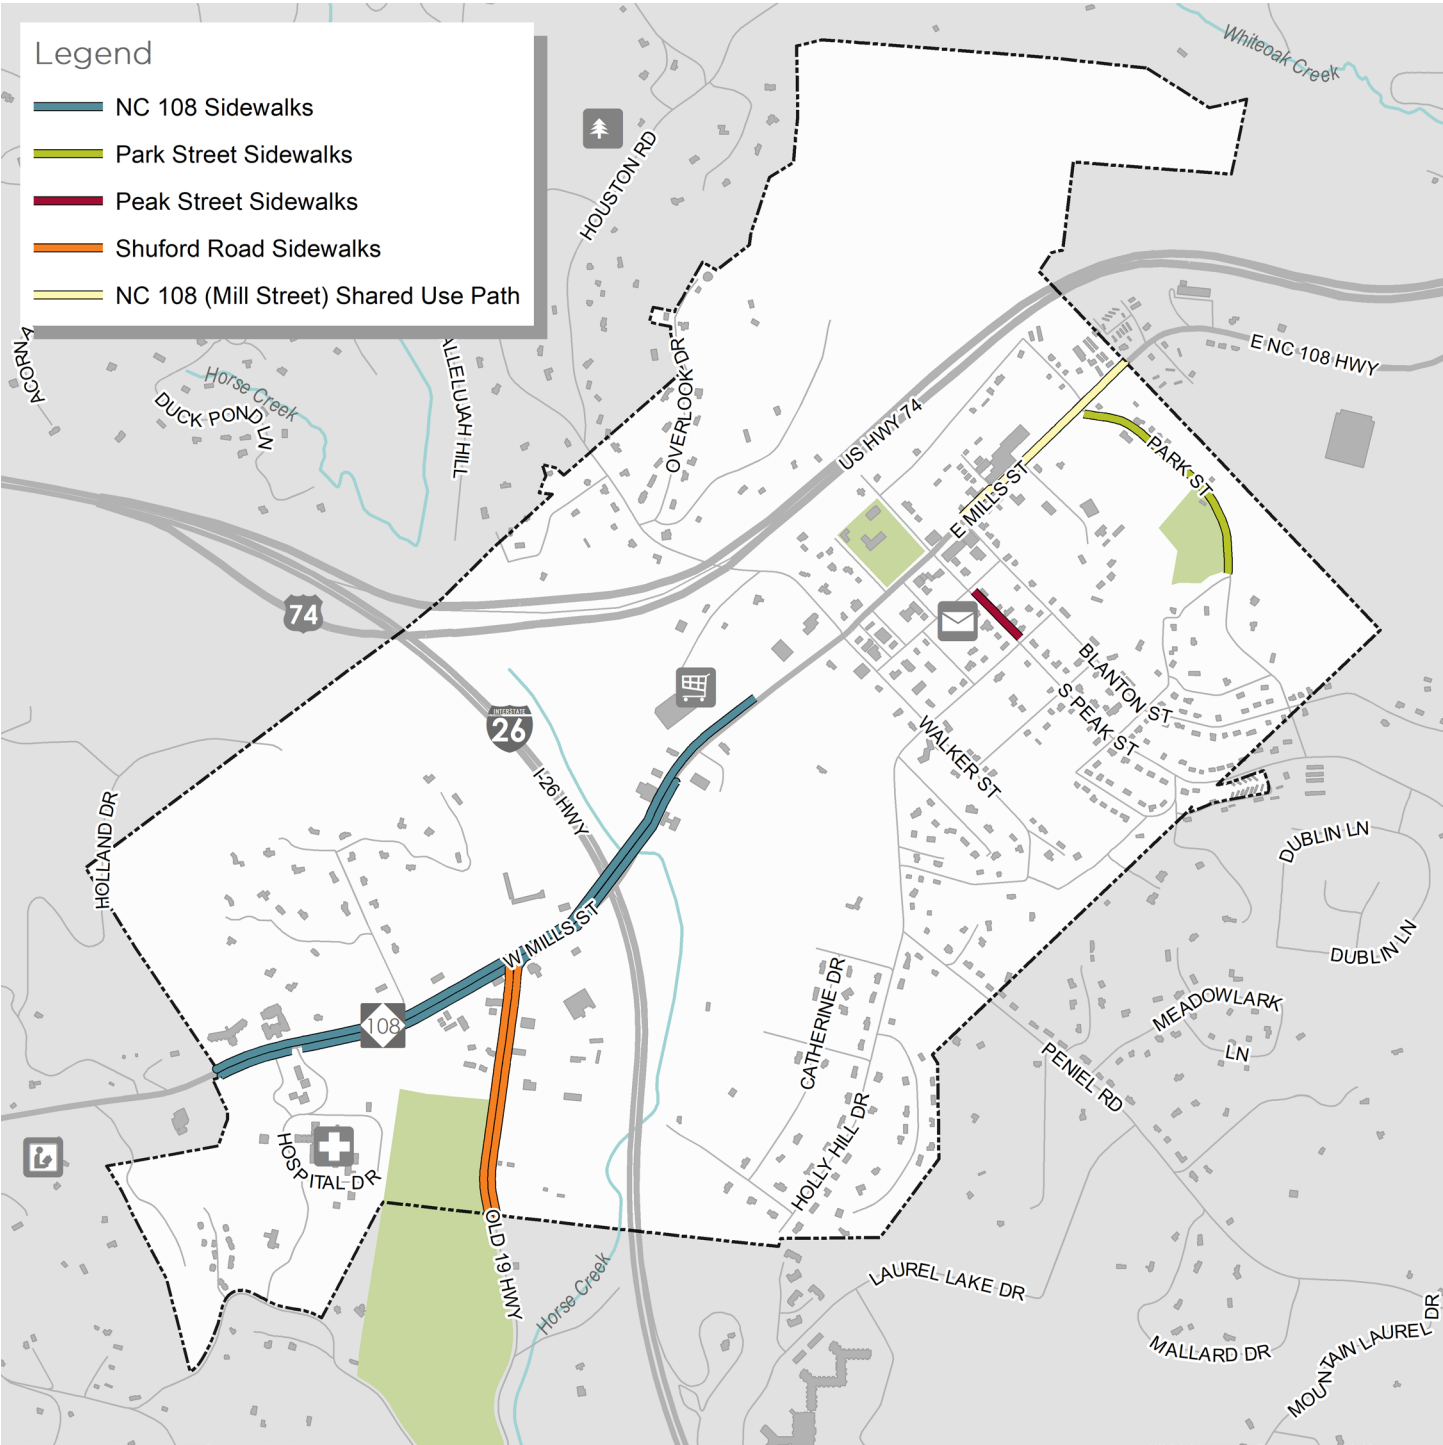 Legend
NC 108 Sidewalks
Park Street Sidewalks
Peak Street Sidewalks
Shuford Road Sidewalks
NC 108 (Mill Street) Shared Use Path
Whiteoak Creek
HOUSTON RD
E NC 108 HWY
ACORN
Horse Creek
DUCK POND LN
ALLELUJAH HILL
OVERLOOK DR
US HWY 74
PARK ST
E MILLS ST
74
INTERSTATE
26
I-26 HWY
BLANTON ST
S PEAK ST
WALKER ST
HOLLAND DR
DUBLIN LN
DUBLIN LN
W MILLS ST
108
CATHERINE DR
MEADOWLARK
LN
PENIEL RD
HOLLY HILL DR
HOSPITAL DR
OLD 19 HWY
Horse Creek
LAUREL LAKE DR
MALLARD DR
MOUNTAIN LAUREL DR